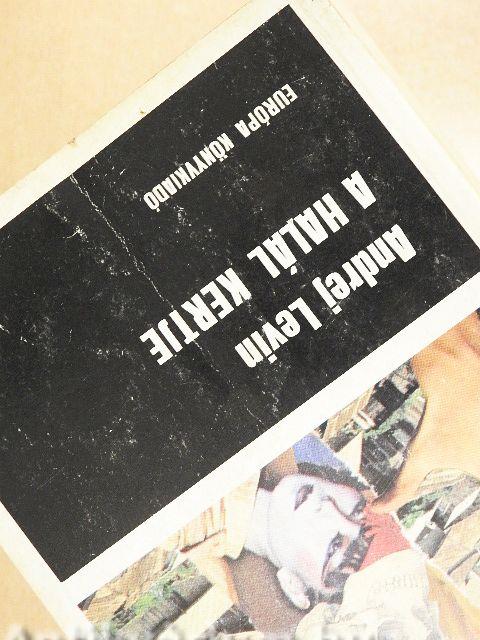 Andrej Levin
A HALÁL KERTJE
EURÓPA KÖNYVKIADÓ